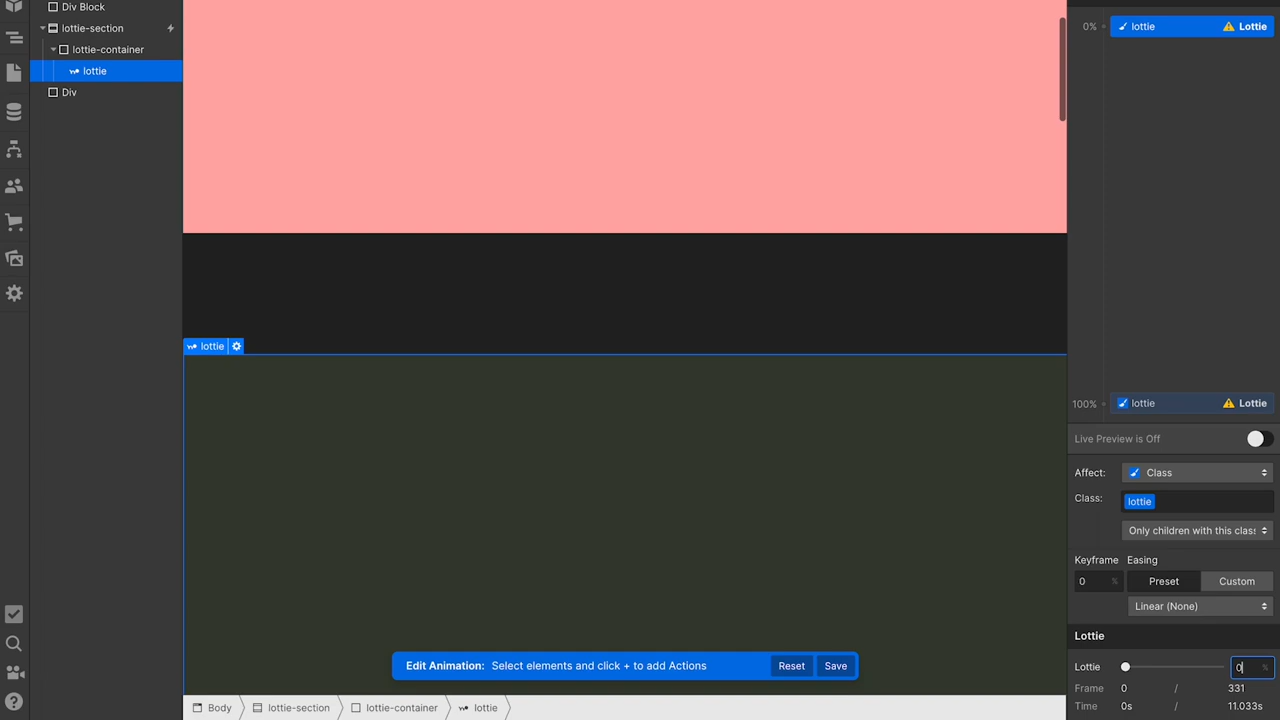 Div Block
lottie-section
lottie-container
lottie
Div
lottie
Edit Animation: Select elements and click + to add Actions
Reset
Save
Body
lottie-section
lottie-container
lottie
0%
lottie
Lottie
100%
lottie
Lottie
Live Preview is Off
Affect:
Class
Class:
lottie
Only children with this class
Keyframe
Easing
0 %
Preset
Custom
Linear (None)
Lottie
Lottie
0 %
Frame 0 / 331
Time 0s / 11.033s